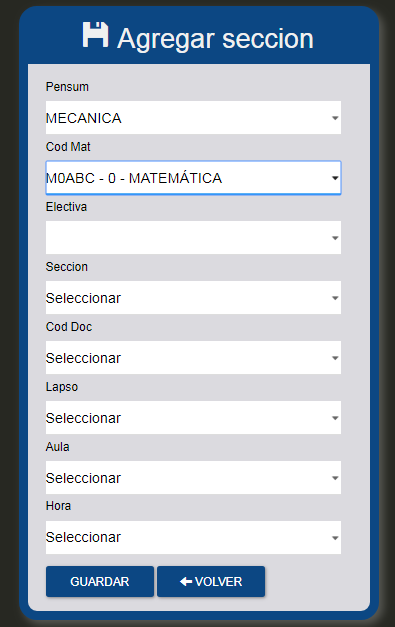 Agregar seccion
Pensum
MECANICA
Cod Mat
M0ABC - 0 - MATEMÁTICA
Electiva
Seccion
Seleccionar
Cod Doc
Seleccionar
Lapso
Seleccionar
Aula
Seleccionar
Hora
Seleccionar
GUARDAR VOLVER